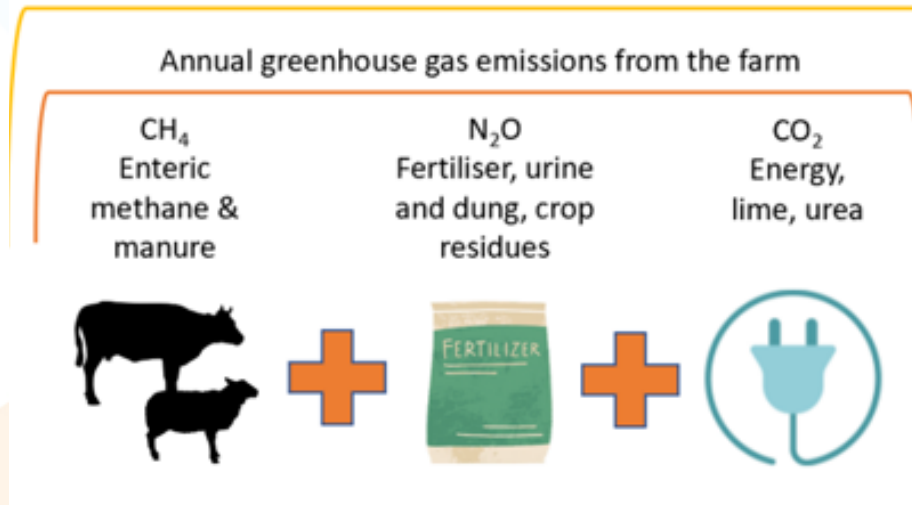 Annual greenhouse gas emissions from the farm
CH₄
Enteric
methane &
manure
N₂O
Fertiliser, urine
and dung, crop
residues
CO₂
Energy,
lime, urea
FERTILIZER